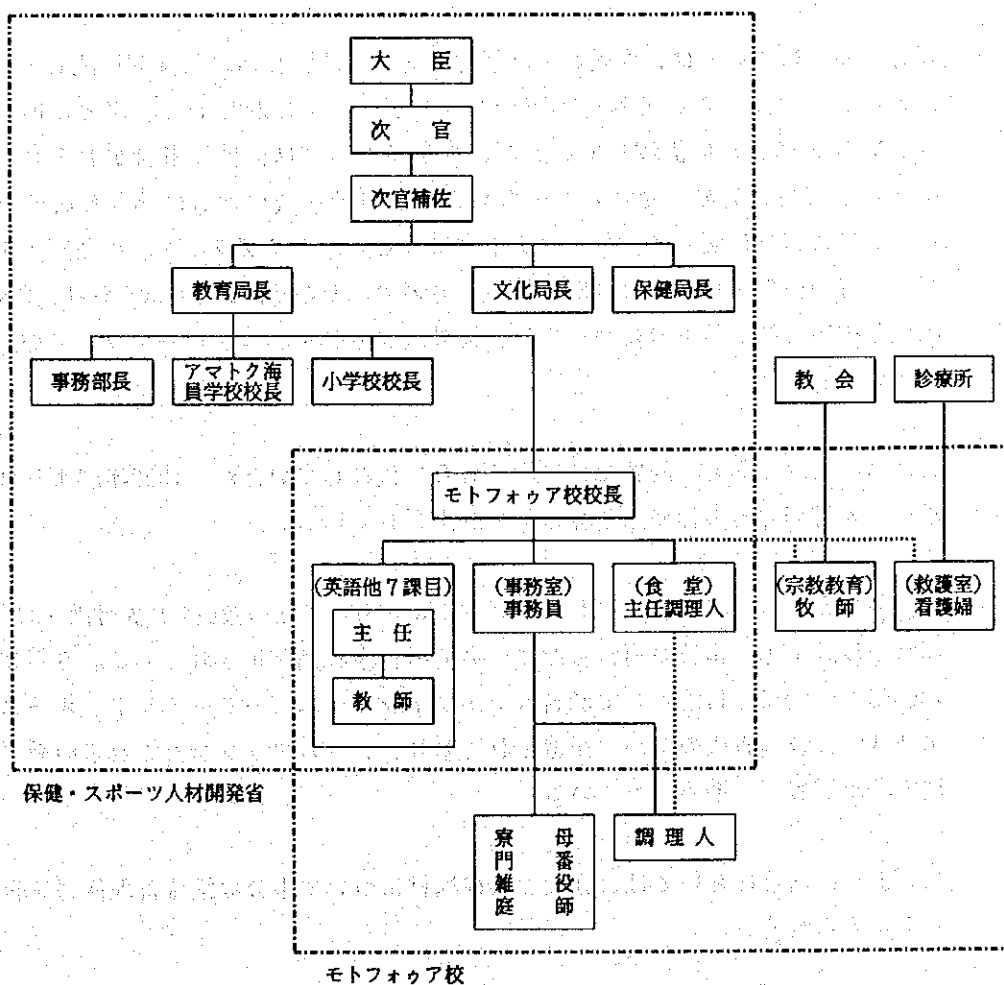 大臣
次官
次官補佐
教育局長
文化局長
保健局長
事務部長
アマトク海
員学校校長
小学校校長
教会
診療所
モトフォゥア校校長
(英語他7課目)
主任
教師
(事務室)
事務員
(食堂)
主任調理人
(宗教教育)
牧師
(救護室)
看護婦
保健・スポーツ人材開発省
寮母
門番
雑役
庭師
調理人
モトフォゥア校